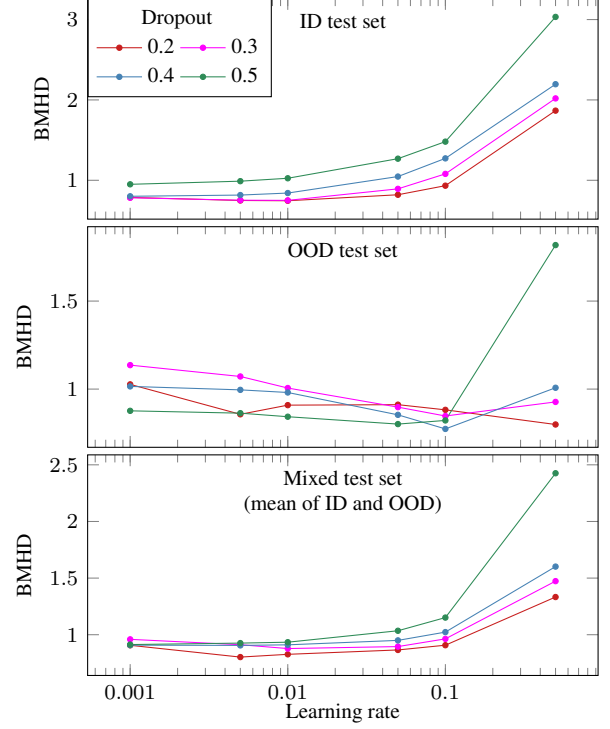 Dropout
0.2 0.3
0.4 0.5
ID test set
3
2
1
BMHD
OOD test set
1.5
1
BMHD
Mixed test set
(mean of ID and OOD)
2.5
2
1.5
1
BMHD
0.001 0.01 0.1
Learning rate